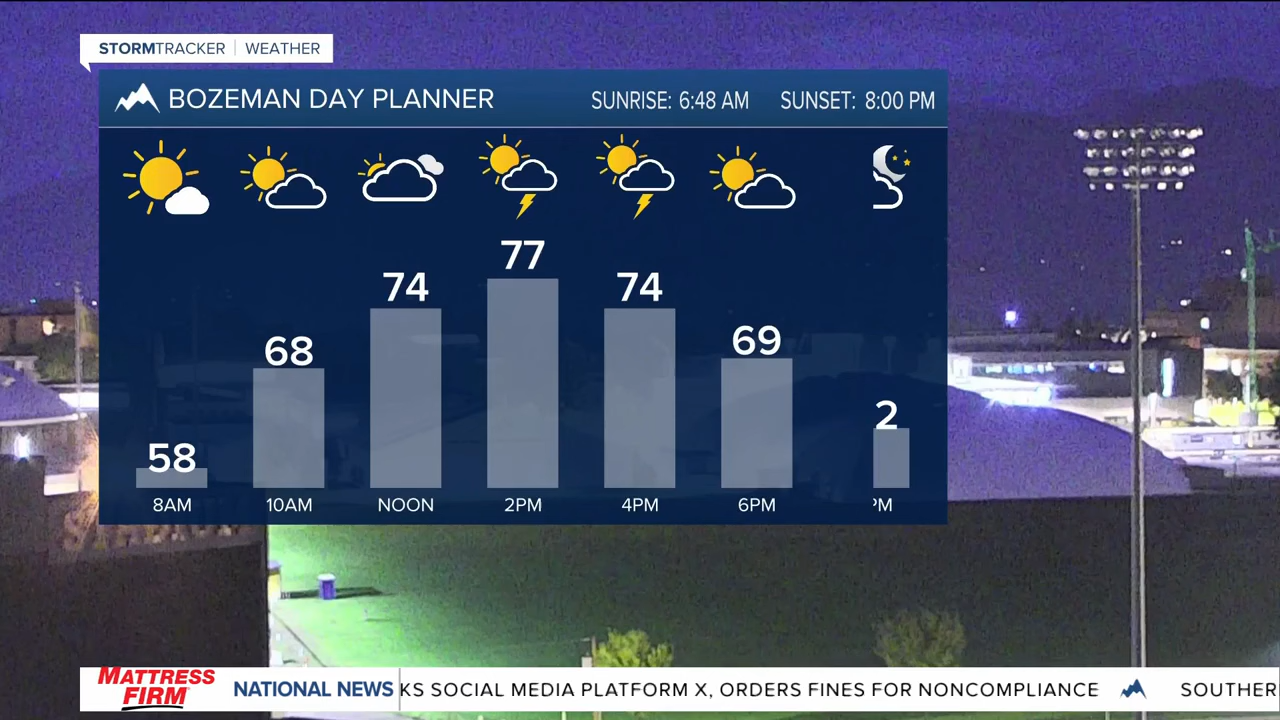 STORMTRACKER | WEATHER
BOZEMAN DAY PLANNER
SUNRISE: 6:48 AM SUNSET: 8:00 PM
58 68 74 77 74 69 2
8AM 10AM NOON 2PM 4PM 6PM PM
MATTRESS
FIRM
NATIONAL NEWS KS SOCIAL MEDIA PLATFORM X, ORDERS FINES FOR NONCOMPLIANCE SOUTHER